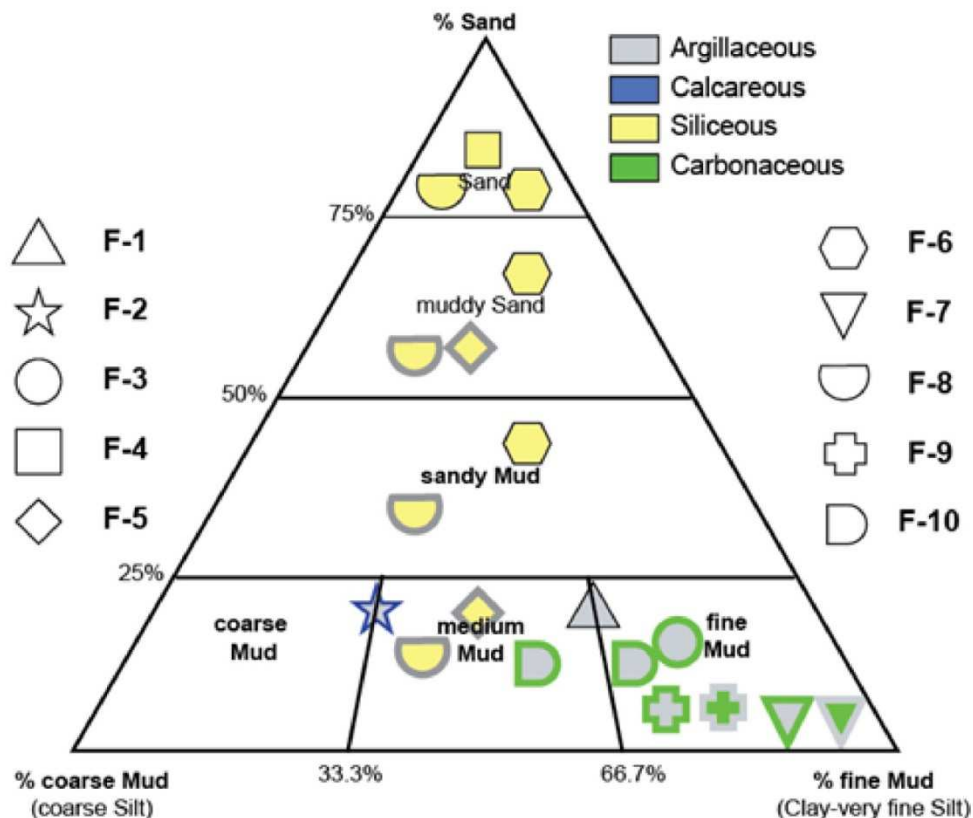 % Sand
Argillaceous
Calcareous
Siliceous
Carbonaceous
Sand
75%
F-1
F-2
F-3
F-4
F-5
F-6
F-7
F-8
F-9
F-10
muddy Sand
50%
sandy Mud
25%
coarse
Mud
medium
Mud
fine
Mud
33.3%
66.7%
% coarse Mud
(coarse Silt)
% fine Mud
(Clay-very fine Silt)